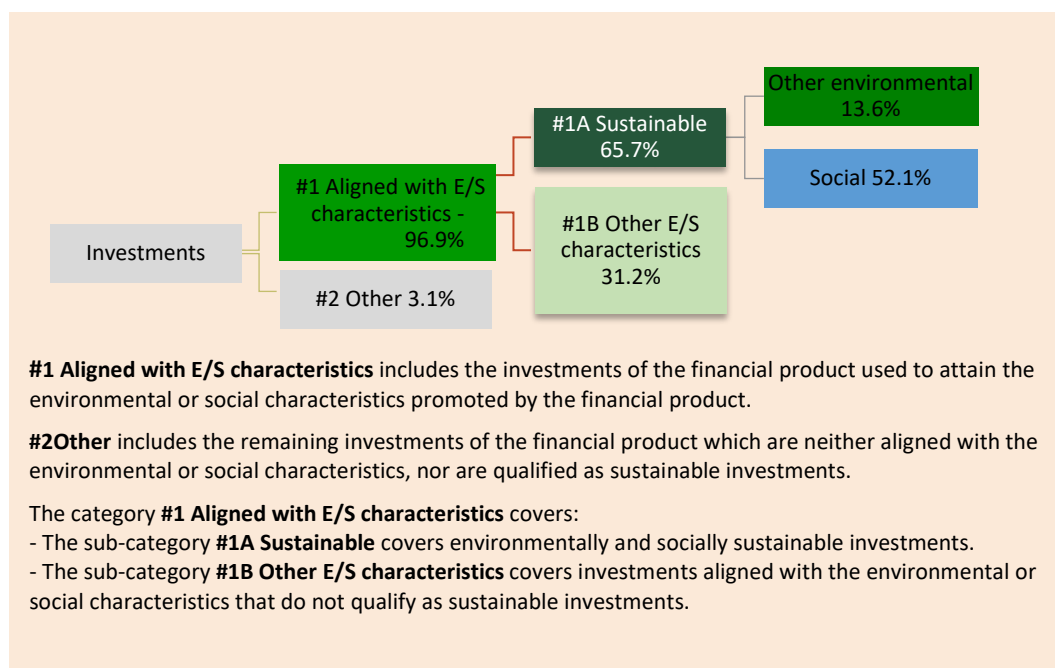 Other environmental
13.6%
#1A Sustainable
65.7%
Social 52.1%
#1 Aligned with E/S
characteristics -
96.9%
#1B Other E/S
characteristics
31.2%
Investments
#2 Other 3.1%
#1 Aligned with E/S characteristics includes the investments of the financial product used to attain the
environmental or social characteristics promoted by the financial product.
#2Other includes the remaining investments of the financial product which are neither aligned with the
environmental or social characteristics, nor are qualified as sustainable investments.
The category #1 Aligned with E/S characteristics covers:
- The sub-category #1A Sustainable covers environmentally and socially sustainable investments.
- The sub-category #1B Other E/S characteristics covers investments aligned with the environmental or
social characteristics that do not qualify as sustainable investments.